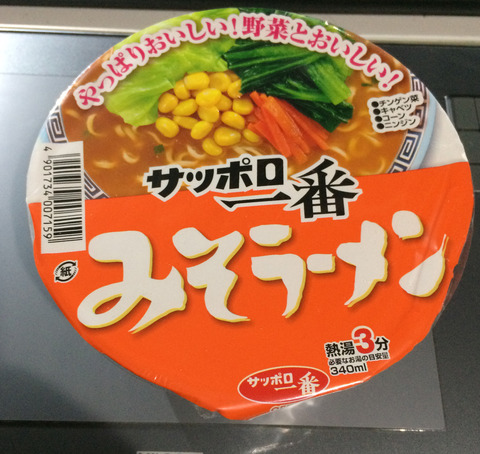 やっぱりおいしい!野菜とおいしい!
●チンゲン菜
●キャベツ
●コーン
●ニンジン
サッポロ
一番
みそラーメン
4901734007159
紙
熱湯3分
必要なお湯の目安量
340ml
サッポロ一番